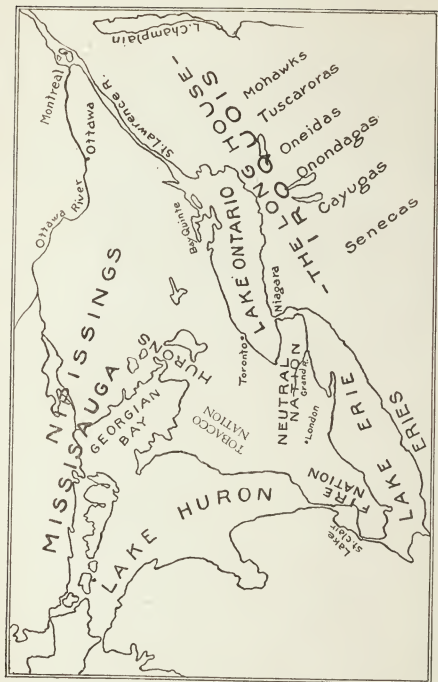 L. Champlain
Montreal
Ottawa
Ottawa
River
St. Lawrence R.
-THE LONG HOUSE-
IROQUOIS
Mohawks
Tuscaroras
Oneidas
Onondagas
Cayugas
Senecas
Bay Quinte
LAKE ONTARIO
Niagara
Toronto
NIPISSINGS
MISSISAUGA
HURONS
GEORGIAN
BAY
TOBACCO
NATION
NEUTRAL
NATION
Grand R.
London
LAKE HURON
FIRE
NATION
Lake
St. Clair
LAKE ERIE
ERIES